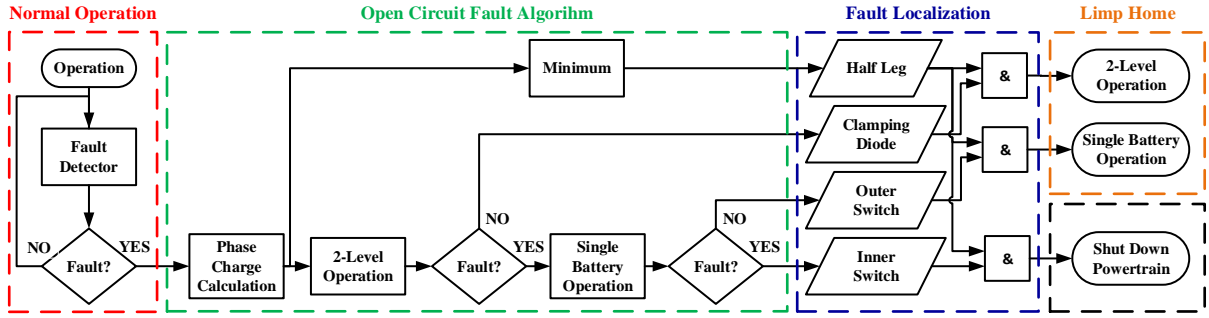 Normal Operation
Open Circuit Fault Algorihm
Fault Localization
Limp Home
Operation
Fault
Detector
NO
YES
Fault?
Phase
Charge
Calculation
2-Level
Operation
Minimum
NO
YES
Fault?
Single
Battery
Operation
NO
YES
Fault?
Half Leg
Clamping
Diode
Outer
Switch
Inner
Switch
&
&
&
2-Level
Operation
Single Battery
Operation
Shut Down
Powertrain